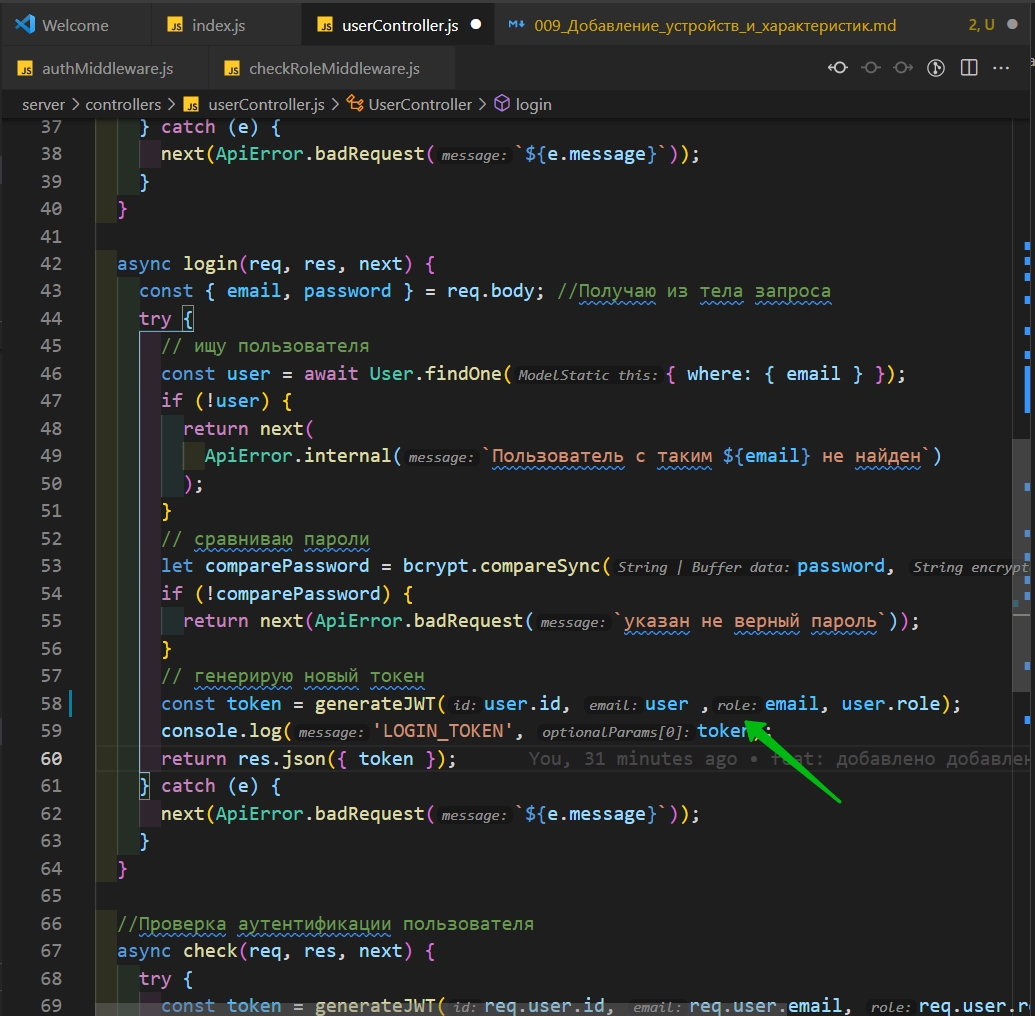 Welcome
JS index.js
JS userController.js
009_Добавление_устройств_и_характеристик.md 2, U
JS authMiddleware.js
JS checkRoleMiddleware.js
server > controllers > JS userController.js > UserController > login
37 } catch (e) {
38 next(ApiError.badRequest( message: `${e.message}`));
39 }
40 }
41
42 async login(req, res, next) {
43 const { email, password } = req.body; //Получаю из тела запроса
44 try {
45 // ищу пользователя
46 const user = await User.findOne( ModelStatic this: { where: { email } });
47 if (!user) {
48 return next(
49 ApiError.internal( message: `Пользователь с таким ${email} не найден`)
50 );
51 }
52 // сравниваю пароли
53 let comparePassword = bcrypt.compareSync( String | Buffer data: password, String encrypt
54 if (!comparePassword) {
55 return next(ApiError.badRequest( message: `указан не верный пароль`));
56 }
57 // генерирую новый токен
58 const token = generateJWT( id: user.id, email: user , role: email, user.role);
59 console.log( message: 'LOGIN_TOKEN', optionalParams[0]: token);
60 return res.json({ token }); You, 31 minutes ago • feat: добавлено добавлен
61 } catch (e) {
62 next(ApiError.badRequest( message: `${e.message}`));
63 }
64 }
65
66 //Проверка аутентификации пользователя
67 async check(req, res, next) {
68 try {
69 const token = generateJWT( id: req.user.id, email: req.user.email, role: req.user.r